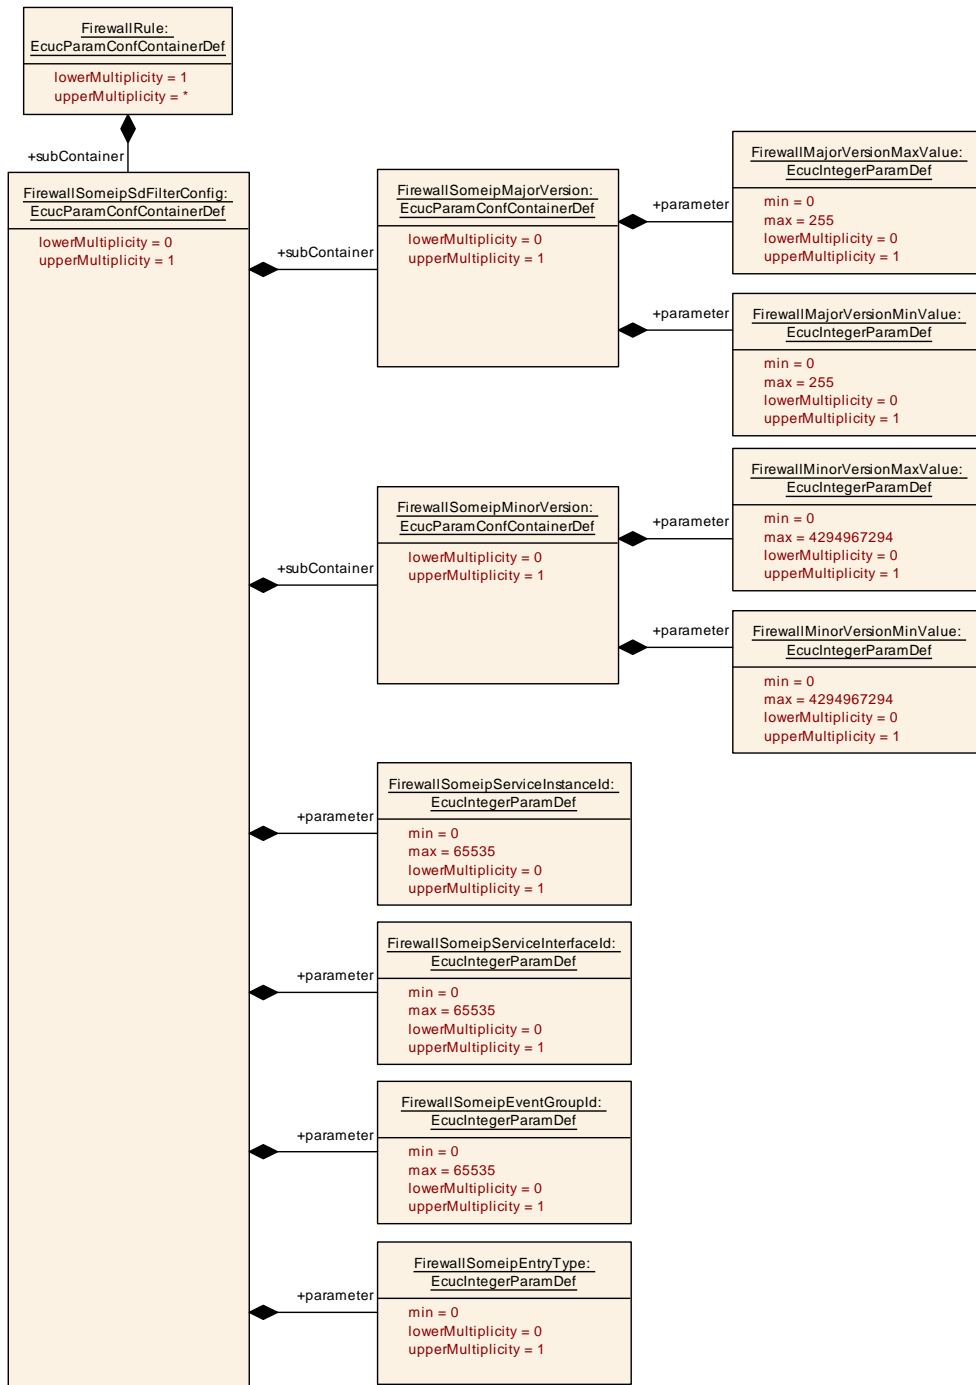 FirewallRule:
EcucParamConfContainerDef
lowerMultiplicity = 1
upperMultiplicity = *
+subContainer
FirewallSomeipSdFilterConfig:
EcucParamConfContainerDef
lowerMultiplicity = 0
upperMultiplicity = 1
+subContainer
FirewallSomeipMajorVersion:
EcucParamConfContainerDef
lowerMultiplicity = 0
upperMultiplicity = 1
+parameter
FirewallMajorVersionMaxValue:
EcucIntegerParamDef
min = 0
max = 255
lowerMultiplicity = 0
upperMultiplicity = 1
+parameter
FirewallMajorVersionMinValue:
EcucIntegerParamDef
min = 0
max = 255
lowerMultiplicity = 0
upperMultiplicity = 1
+subContainer
FirewallSomeipMinorVersion:
EcucParamConfContainerDef
lowerMultiplicity = 0
upperMultiplicity = 1
+parameter
FirewallMinorVersionMaxValue:
EcucIntegerParamDef
min = 0
max = 4294967294
lowerMultiplicity = 0
upperMultiplicity = 1
+parameter
FirewallMinorVersionMinValue:
EcucIntegerParamDef
min = 0
max = 4294967294
lowerMultiplicity = 0
upperMultiplicity = 1
+parameter
FirewallSomeipServiceInstanceId:
EcucIntegerParamDef
min = 0
max = 65535
lowerMultiplicity = 0
upperMultiplicity = 1
+parameter
FirewallSomeipServiceInterfaceId:
EcucIntegerParamDef
min = 0
max = 65535
lowerMultiplicity = 0
upperMultiplicity = 1
+parameter
FirewallSomeipEventGroupId:
EcucIntegerParamDef
min = 0
max = 65535
lowerMultiplicity = 0
upperMultiplicity = 1
+parameter
FirewallSomeipEntryType:
EcucIntegerParamDef
min = 0
lowerMultiplicity = 0
upperMultiplicity = 1